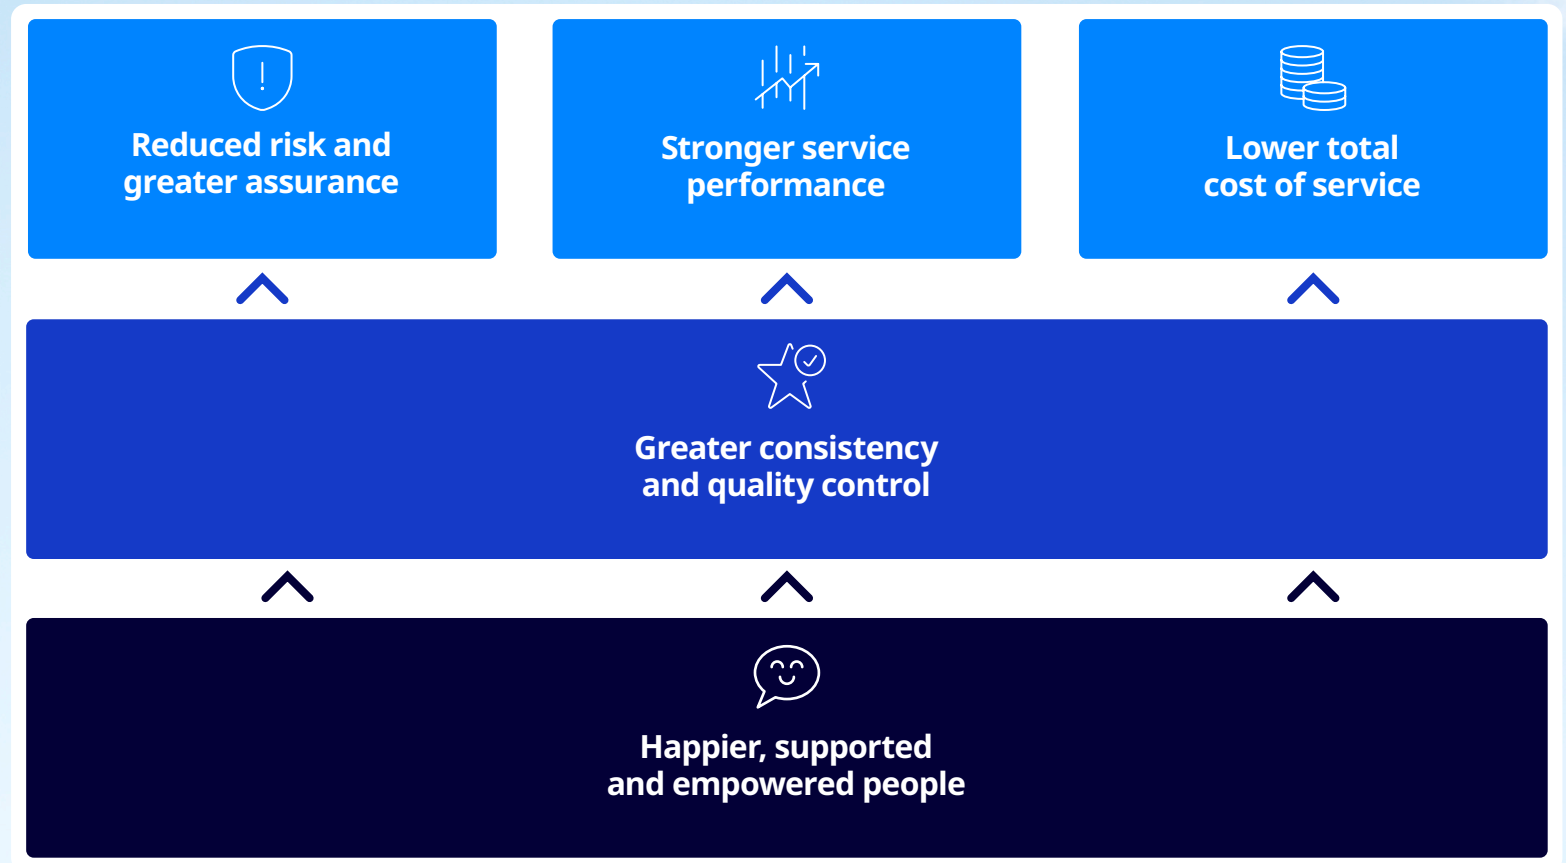 Reduced risk and
greater assurance
Stronger service
performance
Lower total
cost of service
Greater consistency
and quality control
Happier, supported
and empowered people